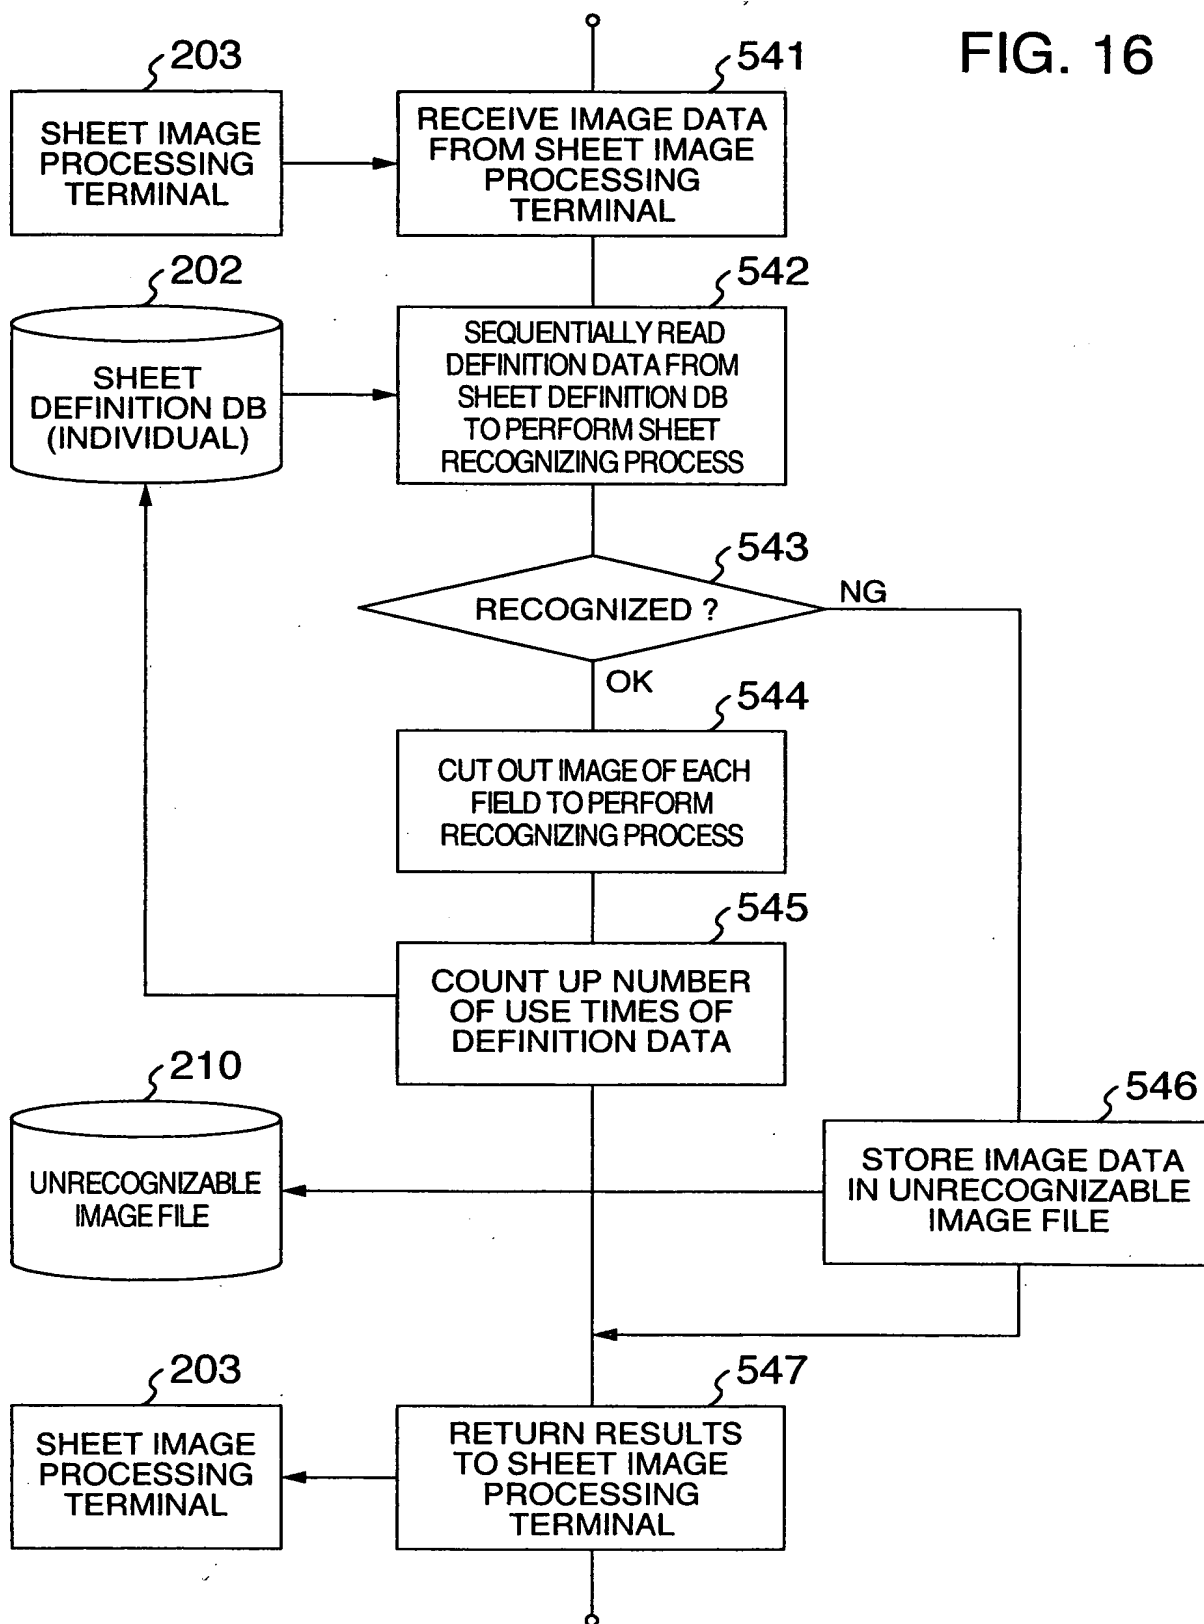 FIG. 16
203
SHEET IMAGE
PROCESSING
TERMINAL
541
RECEIVE IMAGE DATA
FROM SHEET IMAGE
PROCESSING
TERMINAL
202
SHEET
DEFINITION DB
(INDIVIDUAL)
542
SEQUENTIALLY READ
DEFINITION DATA FROM
SHEET DEFINITION DB
TO PERFORM SHEET
RECOGNIZING PROCESS
543
RECOGNIZED ?
NG
OK
544
CUT OUT IMAGE OF EACH
FIELD TO PERFORM
RECOGNIZING PROCESS
545
COUNT UP NUMBER
OF USE TIMES OF
DEFINITION DATA
210
UNRECOGNIZABLE
IMAGE FILE
546
STORE IMAGE DATA
IN UNRECOGNIZABLE
IMAGE FILE
203
SHEET IMAGE
PROCESSING
TERMINAL
547
RETURN RESULTS
TO SHEET IMAGE
PROCESSING
TERMINAL